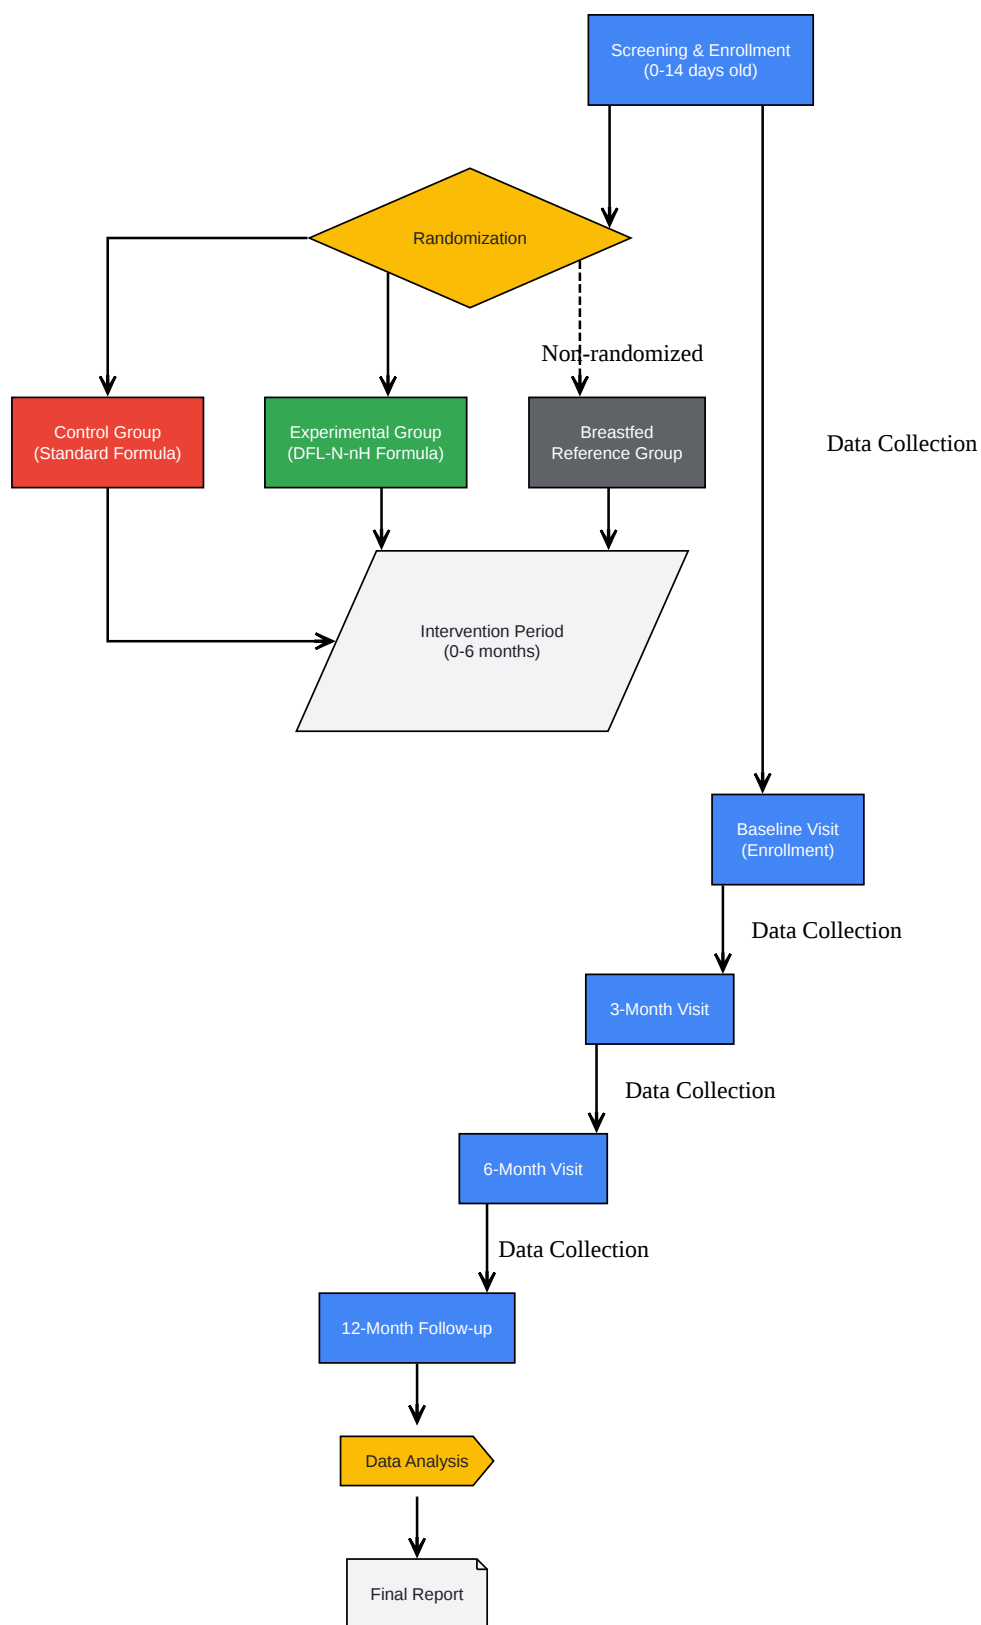 Screening & Enrollment
(0-14 days old)
Randomization
Non-randomized
Control Group
(Standard Formula)
Experimental Group
(DFL-N-nH Formula)
Breastfed
Reference Group
Data Collection
Intervention Period
(0-6 months)
Baseline Visit
(Enrollment)
Data Collection
3-Month Visit
Data Collection
6-Month Visit
Data Collection
12-Month Follow-up
Data Analysis
Final Report